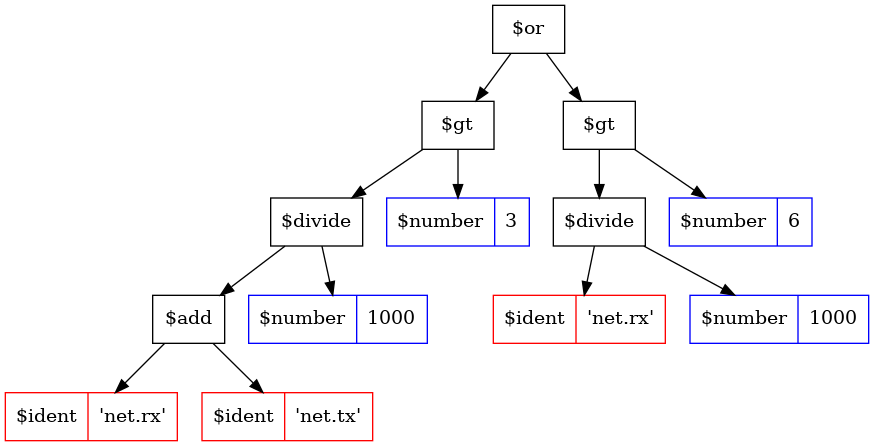 $or
$gt
$gt
$divide
$number 3
$divide
$number 6
$add
$number 1000
$ident 'net.rx'
$number 1000
$ident 'net.rx'
$ident 'net.tx'